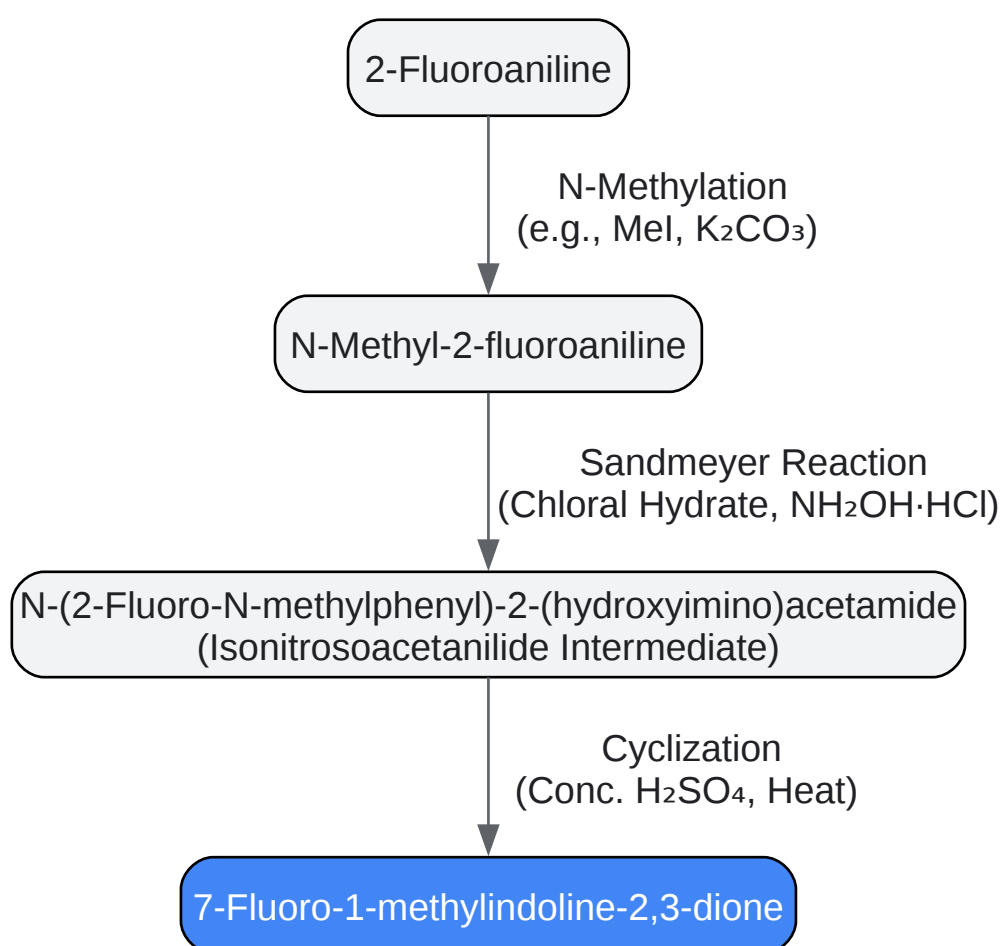 2-Fluoroaniline
N-Methylation
(e.g., MeI, K₂CO₃)
N-Methyl-2-fluoroaniline
Sandmeyer Reaction
(Chloral Hydrate, NH₂OH·HCl)
N-(2-Fluoro-N-methylphenyl)-2-(hydroxyimino)acetamide
(Isonitrosoacetanilide Intermediate)
Cyclization
(Conc. H₂SO₄, Heat)
7-Fluoro-1-methylindoline-2,3-dione